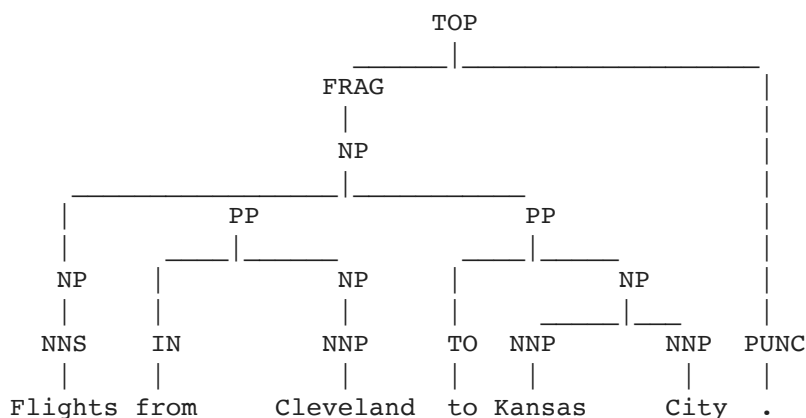 TOP
FRAG
NP
PP PP
NP NP NP
NNS IN NNP TO NNP NNP PUNC
Flights from Cleveland to Kansas City .